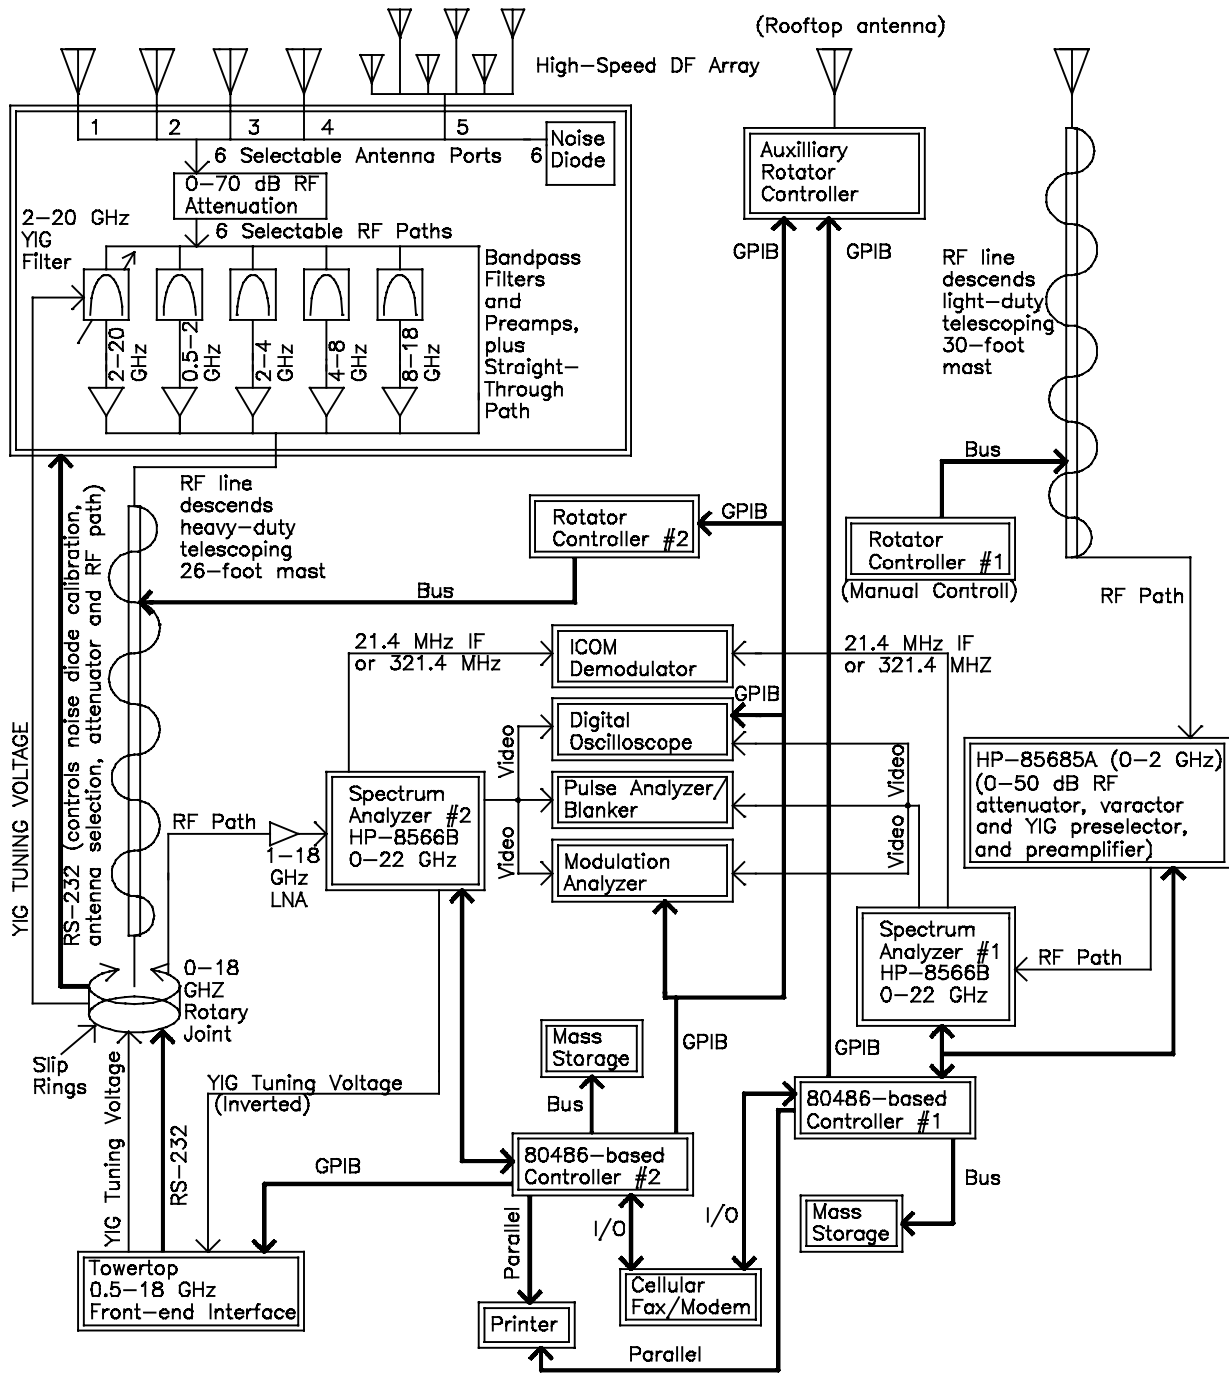 (Rooftop antenna)
High-Speed DF Array
1 2 3 4 5
6 Selectable Antenna Ports 6
Noise
Diode
0-70 dB RF
Attenuation
6 Selectable RF Paths
2-20 GHz
YIG
Filter
2-20
GHz
0.5-2
GHz
2-4
GHz
4-8
GHz
8-18
GHz
Bandpass
Filters
and
Preamps,
plus
Straight-
Through
Path
Auxilliary
Rotator
Controller
GPIB
GPIB
RF line
descends
light-duty
telescoping
30-foot
mast
Bus
RF line
descends
heavy-duty
telescoping
26-foot mast
Rotator
Controller #2
GPIB
Bus
Rotator
Controller #1
(Manual Controll)
RF Path
YIG TUNING VOLTAGE
RS-232 (controls noise diode calibration,
antenna selection, attenuator and RF path)
21.4 MHz IF
or 321.4 MHz
ICOM
Demodulator
21.4 MHz IF
or 321.4 MHZ
GPIB
Digital
Oscilloscope
Video
Video
Pulse Analyzer/
Blanker
Modulation
Analyzer
Video
Video
Spectrum
Analyzer #2
HP-8566B
0-22 GHz
RF Path
1-18
GHz
LNA
HP-85685A (0-2 GHz)
(0-50 dB RF
attenuator, varactor
and YIG preselector,
and preamplifier)
Spectrum
Analyzer #1
HP-8566B
0-22 GHz
RF Path
0-18
GHZ
Rotary
Joint
Slip
Rings
YIG Tuning Voltage
RS-232
YIG Tuning Voltage
(Inverted)
Mass
Storage
Bus
GPIB
GPIB
80486-based
Controller #1
80486-based
Controller #2
GPIB
Bus
Mass
Storage
I/O
I/O
Parallel
Towertop
0.5-18 GHz
Front-end Interface
Cellular
Fax/Modem
Printer
Parallel